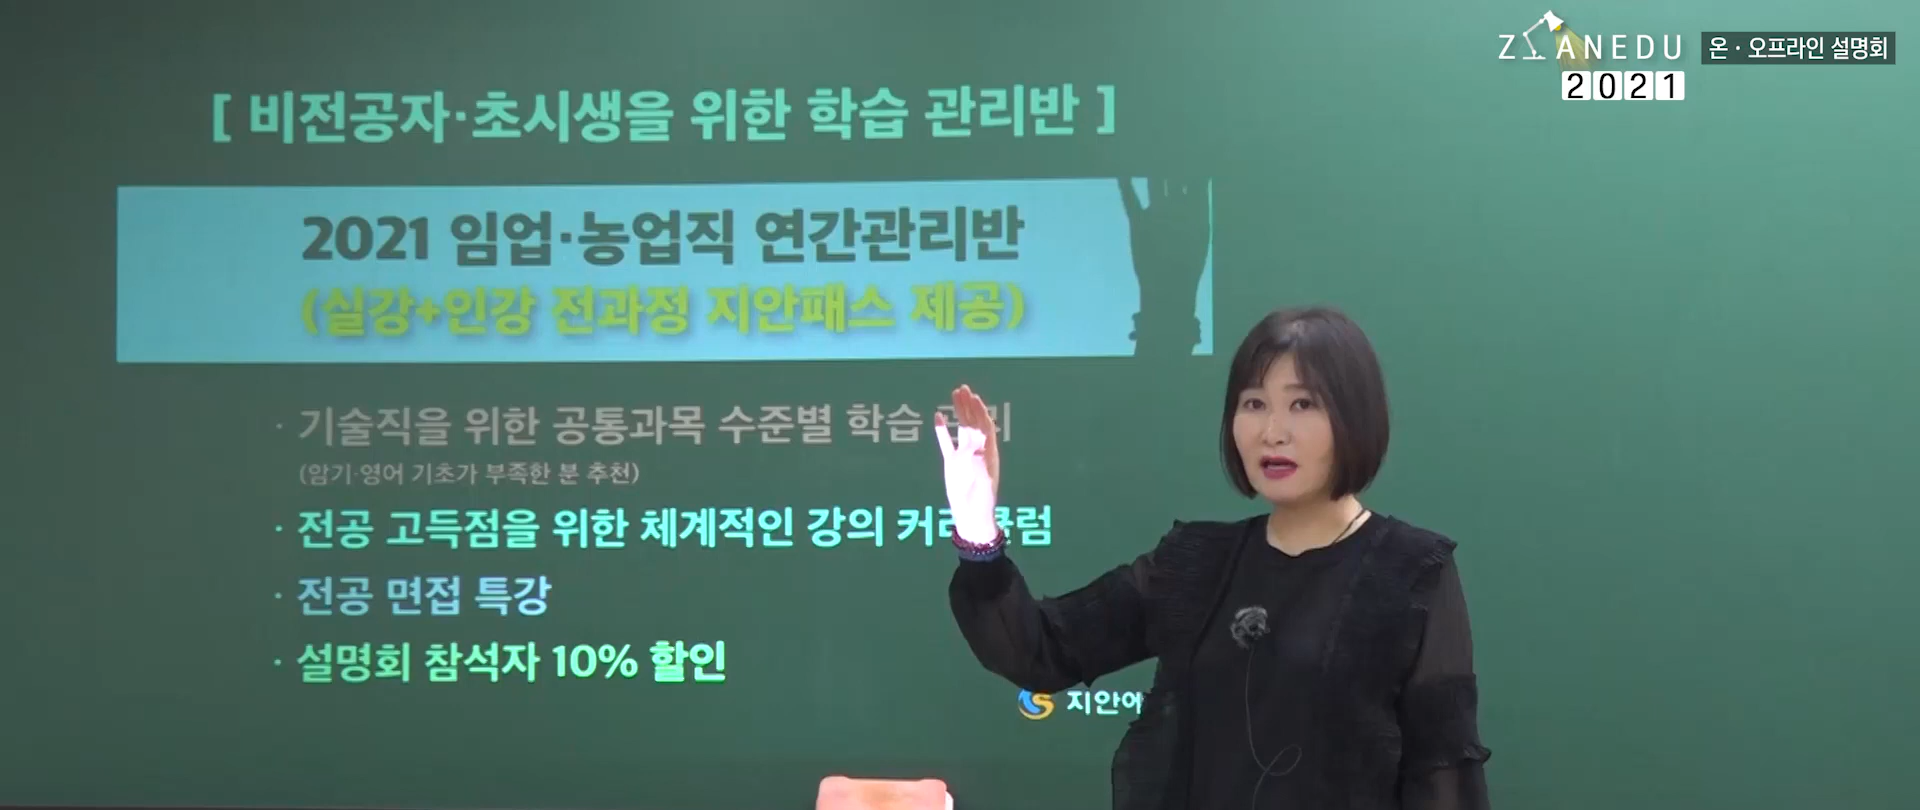 ZIANEDU 온·오프라인 설명회
2021
[ 비전공자·초시생을 위한 학습 관리반 ]
2021 임업·농업직 연간관리반
(실강+인강 전과정 지안패스 제공)
· 기술직을 위한 공통과목 수준별 학습
(암기·영어 기초가 부족한 분 추천)
· 전공 고득점을 위한 체계적인 강의
· 전공 면접 특강
· 설명회 참석자 10% 할인
지안에